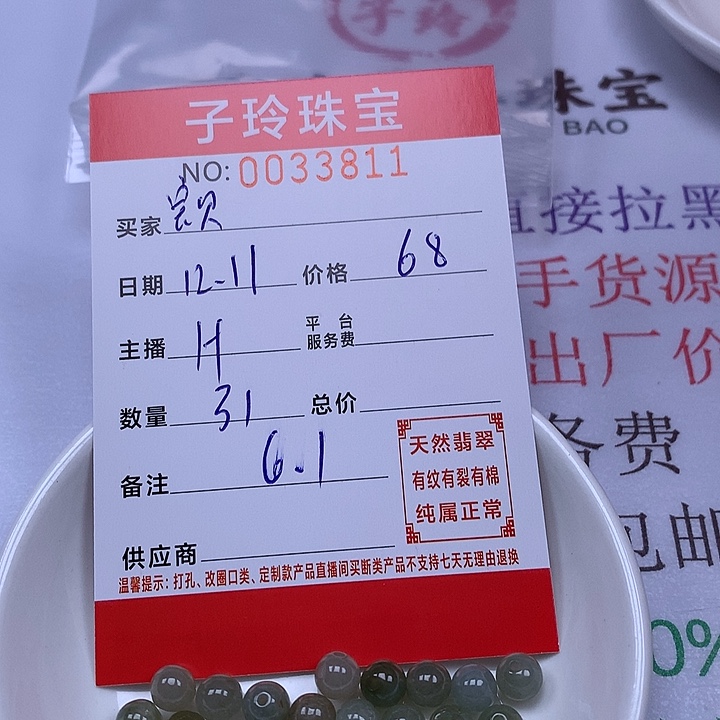 子玲
子玲珠宝
NO: 0033811
买家 宝贝
日期 12-11 价格 68
主播 H 平台服务费
数量 31 总价
备注 6.1
供应商
天然翡翠
有纹有裂有棉
纯属正常
温馨提示：打孔、改圈口类、定制款产品直播间买断类产品不支持七天无理由退换
珠宝
BAO
直接拉黑
手货源
出厂价
务费
包邮
0%